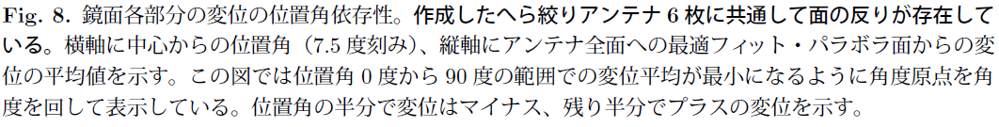 Fig. 8. 鏡面各部分の変位の位置角依存性。作成したへら絞りアンテナ 6 枚に共通して面の反りが存在して
いる。横軸に中心からの位置角（7.5 度刻み）、縦軸にアンテナ全面への最適フィット・パラボラ面からの変
位の平均値を示す。この図では位置角 0 度から 90 度の範囲での変位平均が最小になるように角度原点を角
度を回して表示している。位置角の半分で変位はマイナス、残り半分でプラスの変位を示す。